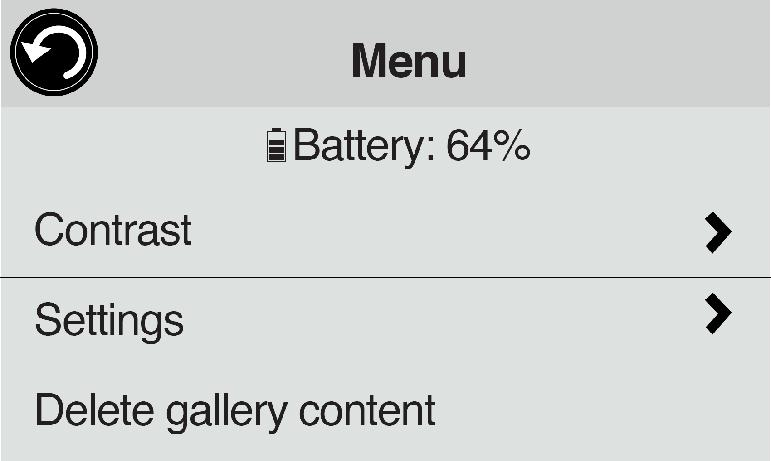 Menu
Battery: 64%
Contrast
Settings
Delete gallery content